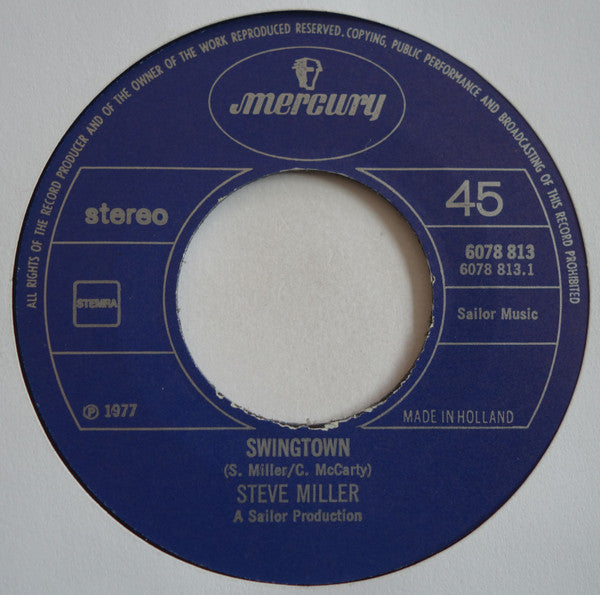 ALL RIGHTS OF THE RECORD PRODUCER AND OF THE OWNER OF THE WORK REPRODUCED RESERVED. COPYING, PUBLIC PERFORMANCE AND BROADCASTING OF THIS RECORD PROHIBITED
mercury
stereo
45
6078 813
6078 813.1
STEMRA
Sailor Music
℗ 1977
MADE IN HOLLAND
SWINGTOWN
(S. Miller/C. McCarty)
STEVE MILLER
A Sailor Production